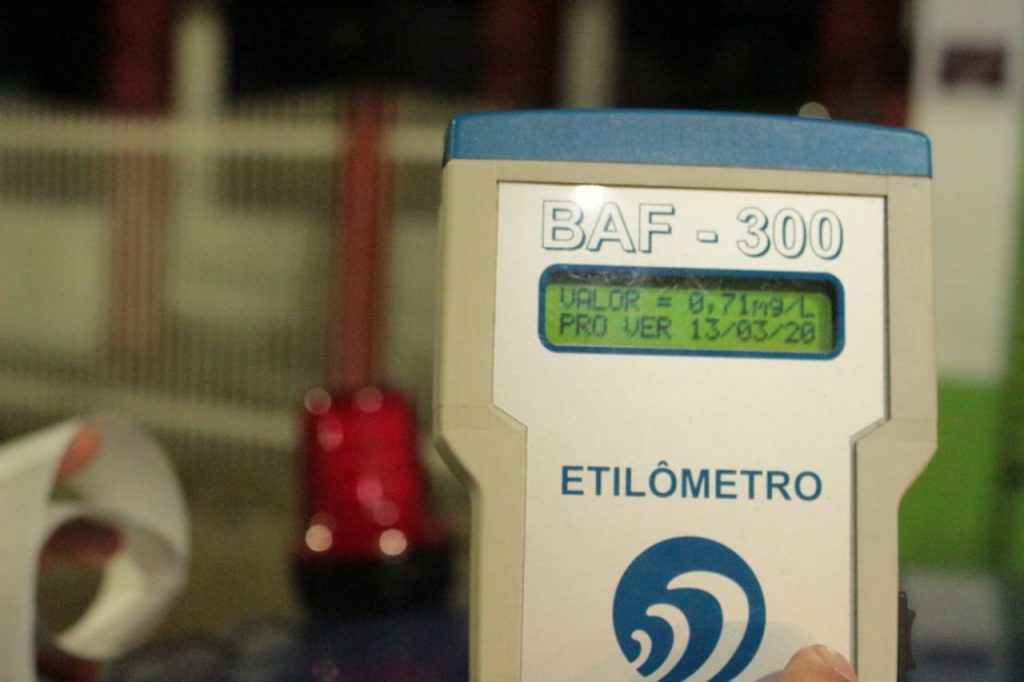 BAF - 300
VALOR = 0,71mg/L
PRO VER 13/03/20
ETILÔMETRO